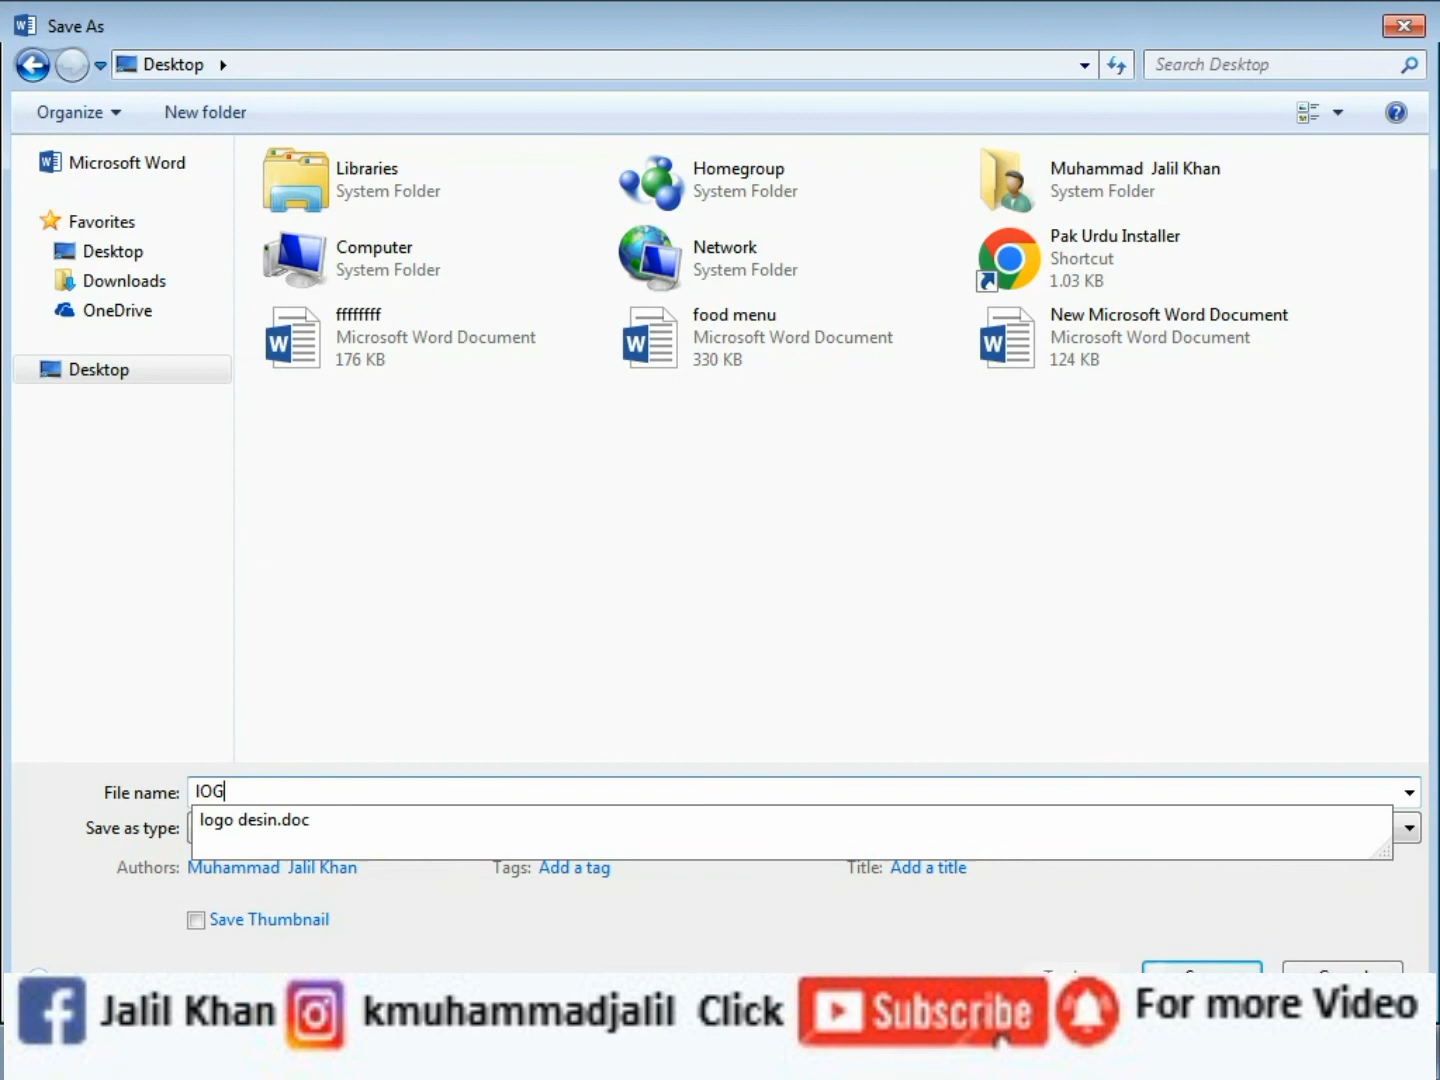 Save As
Desktop
Search Desktop
Organize
New folder
Microsoft Word
Favorites
Desktop
Downloads
OneDrive
Desktop
Libraries
System Folder
Homegroup
System Folder
Muhammad Jalil Khan
System Folder
Computer
System Folder
Network
System Folder
Pak Urdu Installer
Shortcut
1.03 KB
ffffffff
Microsoft Word Document
176 KB
food menu
Microsoft Word Document
330 KB
New Microsoft Word Document
Microsoft Word Document
124 KB
File name: lOG
logo desin.doc
Save as type:
Authors: Muhammad Jalil Khan Tags: Add a tag Title: Add a title
Save Thumbnail
Jalil Khan kmuhammadjalil Click Subscribe For more Video